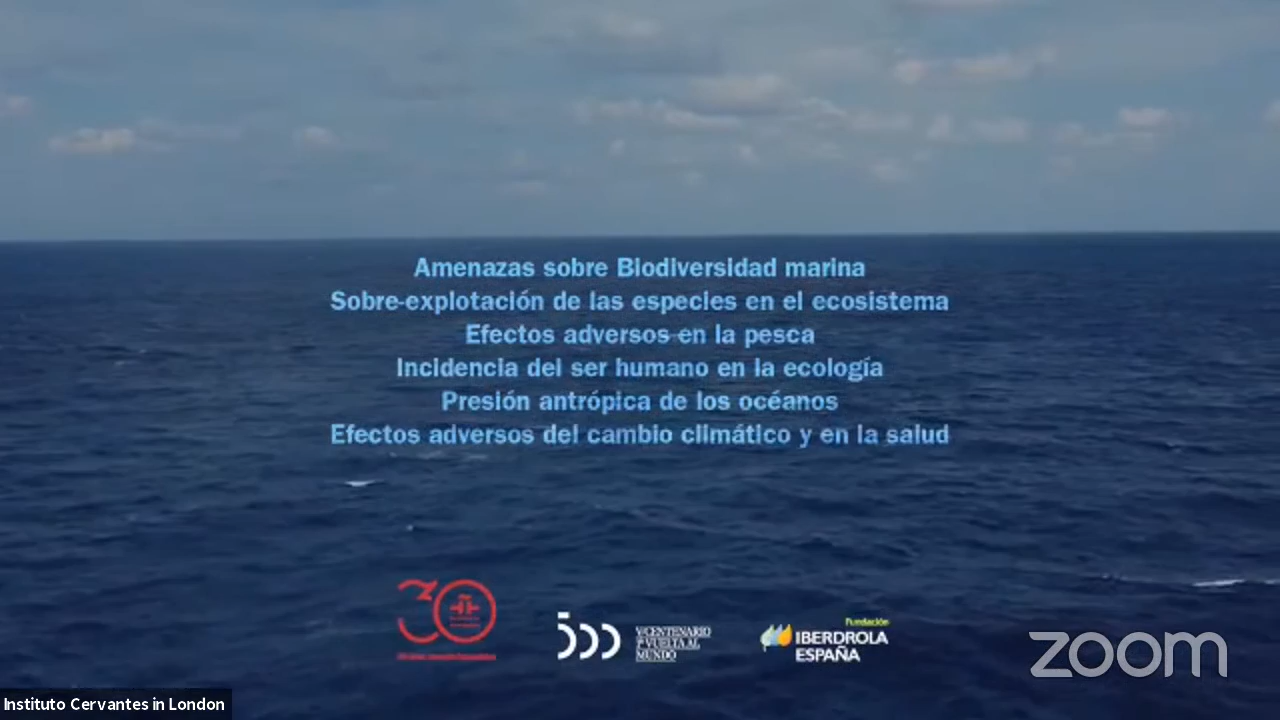 Amenazas sobre Biodiversidad marina
Sobre-explotación de las especies en el ecosistema
Efectos adversos en la pesca
Incidencia del ser humano en la ecología
Presión antrópica de los océanos
Efectos adversos del cambio climático y en la salud
30
500
V CENTENARIO
1ª VUELTA AL
MUNDO
Fundación
IBERDROLA
ESPAÑA
zoom
Instituto Cervantes in London